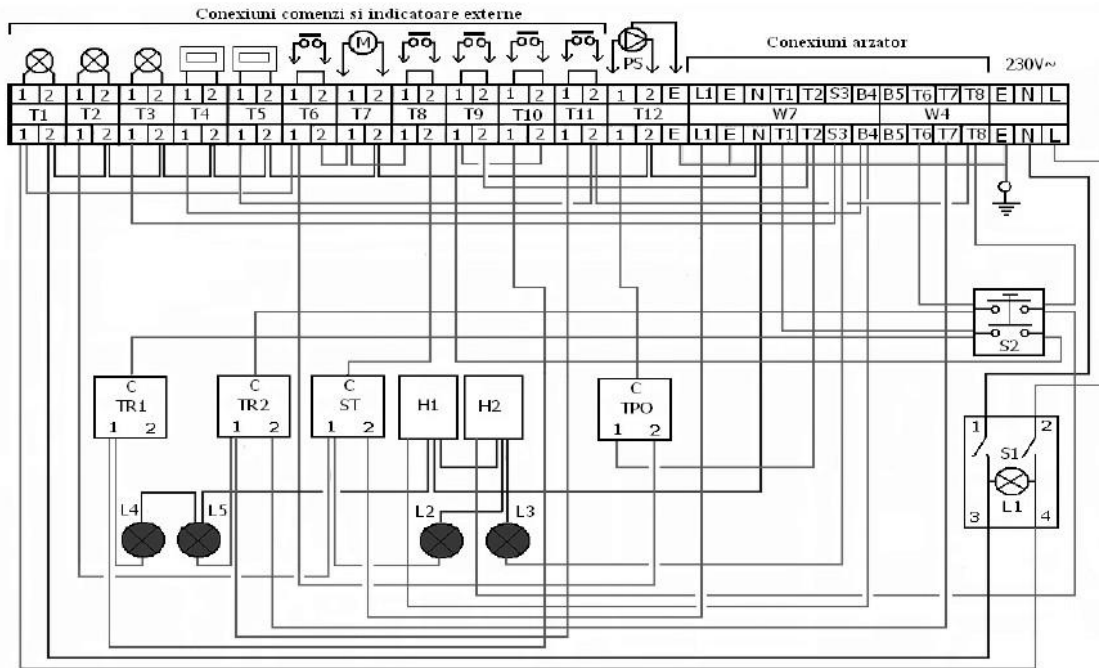 Conexiuni comenzi si indicatoare externe
Conexiuni arzator
230V~
M
PS
1 2 1 2 1 2 1 2 1 2 1 2 1 2 1 2 1 2 1 2 1 2 1 2 E L1 E N T1 T2 S3 B4 B5 T6 T7 T8 E N L
T1 T2 T3 T4 T5 T6 T7 T8 T9 T10 T11 T12 W7 W4
1 2 1 2 1 2 1 2 1 2 1 2 1 2 1 2 1 2 1 2 1 2 1 2 E L1 E N T1 T2 S3 B4 B5 T6 T7 T8 E N L
S2
C
TR1
1 2
C
TR2
1 2
C
ST
1 2
H1
H2
C
TPO
1 2
1 2
S1
L1
3 4
L4
L5
L2
L3